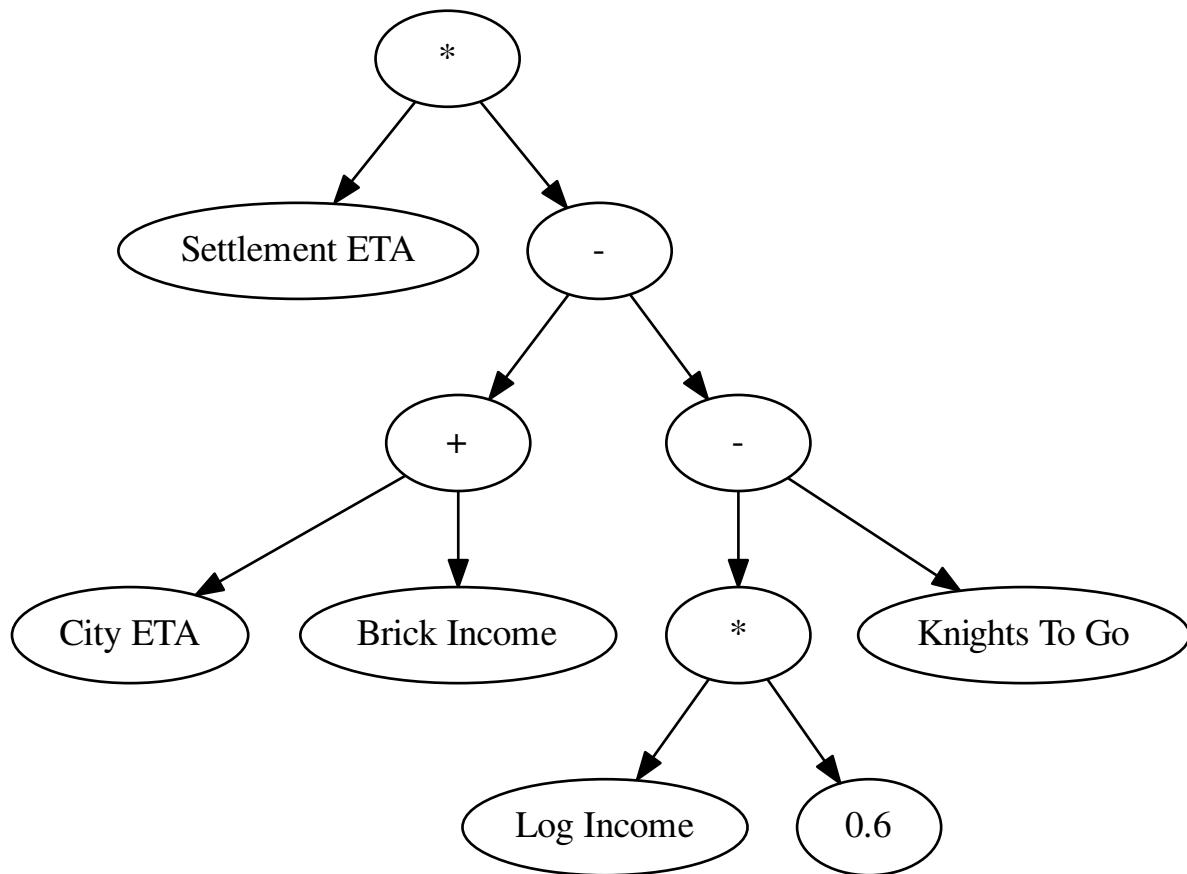 *
Settlement ETA
-
+
-
City ETA
Brick Income
*
Knights To Go
Log Income
0.6